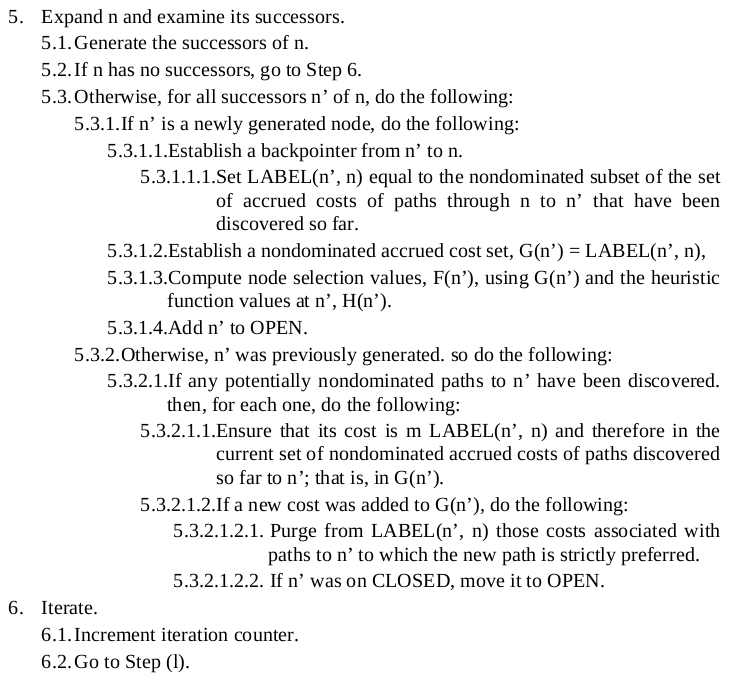 5. Expand n and examine its successors.
5.1. Generate the successors of n.
5.2. If n has no successors, go to Step 6.
5.3. Otherwise, for all successors n’ of n, do the following:
5.3.1.If n’ is a newly generated node, do the following:
5.3.1.1.Establish a backpointer from n’ to n.
5.3.1.1.1.Set LABEL(n’, n) equal to the nondominated subset of the set
of accrued costs of paths through n to n’ that have been
discovered so far.
5.3.1.2.Establish a nondominated accrued cost set, G(n’) = LABEL(n’, n),
5.3.1.3.Compute node selection values, F(n’), using G(n’) and the heuristic
function values at n’, H(n’).
5.3.1.4.Add n’ to OPEN.
5.3.2.Otherwise, n’ was previously generated. so do the following:
5.3.2.1.If any potentially nondominated paths to n’ have been discovered.
then, for each one, do the following:
5.3.2.1.1.Ensure that its cost is m LABEL(n’, n) and therefore in the
current set of nondominated accrued costs of paths discovered
so far to n’; that is, in G(n’).
5.3.2.1.2.If a new cost was added to G(n’), do the following:
5.3.2.1.2.1. Purge from LABEL(n’, n) those costs associated with
paths to n’ to which the new path is strictly preferred.
5.3.2.1.2.2. If n’ was on CLOSED, move it to OPEN.
6. Iterate.
6.1. Increment iteration counter.
6.2. Go to Step (l).